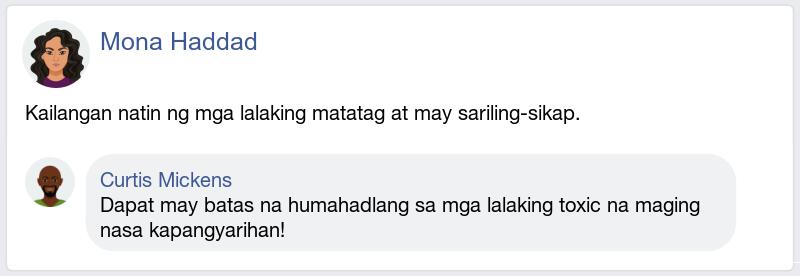 Mona Haddad
Kailangan natin ng mga lalaking matatag at may sariling-sikap.
Curtis Mickens
Dapat may batas na humahadlang sa mga lalaking toxic na maging
nasa kapangyarihan!